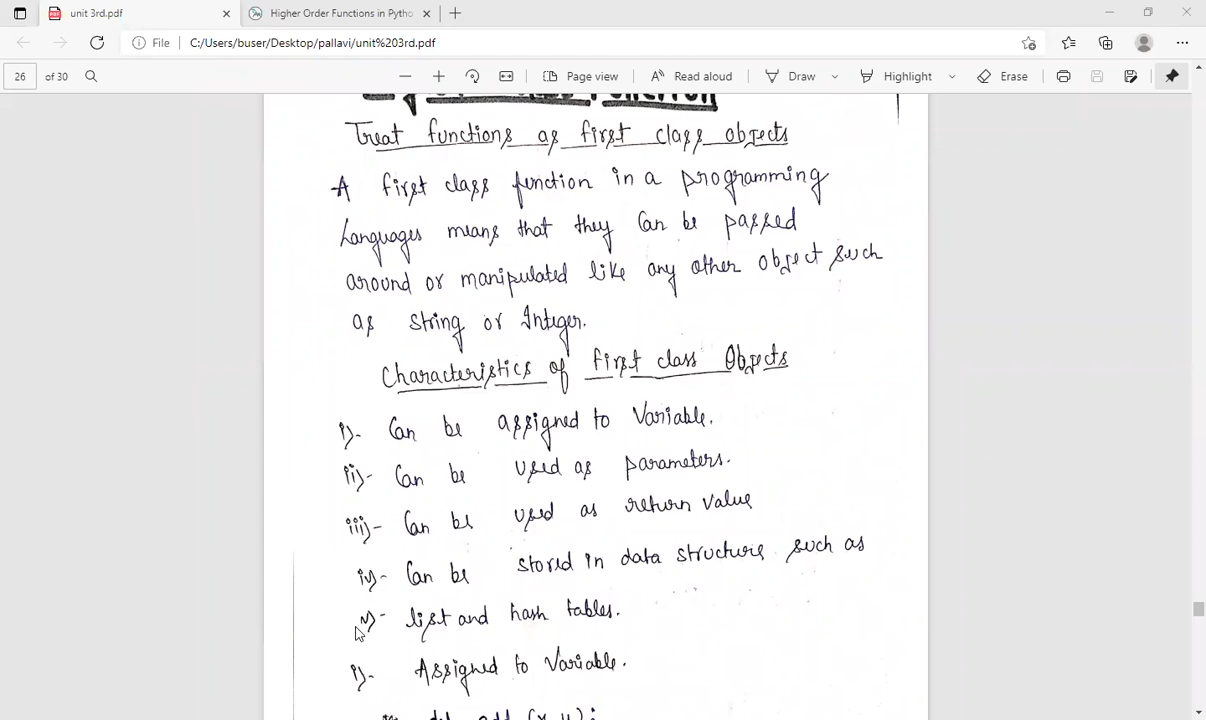 unit 3rd.pdf
Higher Order Functions in Pytho
File C:/Users/buser/Desktop/pallavi/unit%203rd.pdf
26 of 30 Page view Read aloud Draw Highlight Erase
Treat functions as first class objects
A first class function in a programming
Languages means that they Can be passed
around or manipulated like any other object such
as string or Integer.
Characteristics of first class Objects
i)- Can be assigned to Variable.
ii)- Can be used as parameters.
iii)- Can be used as return value
iv)- Can be stored in data structure such as
v)- list and hash tables.
i)- Assigned to Variable.